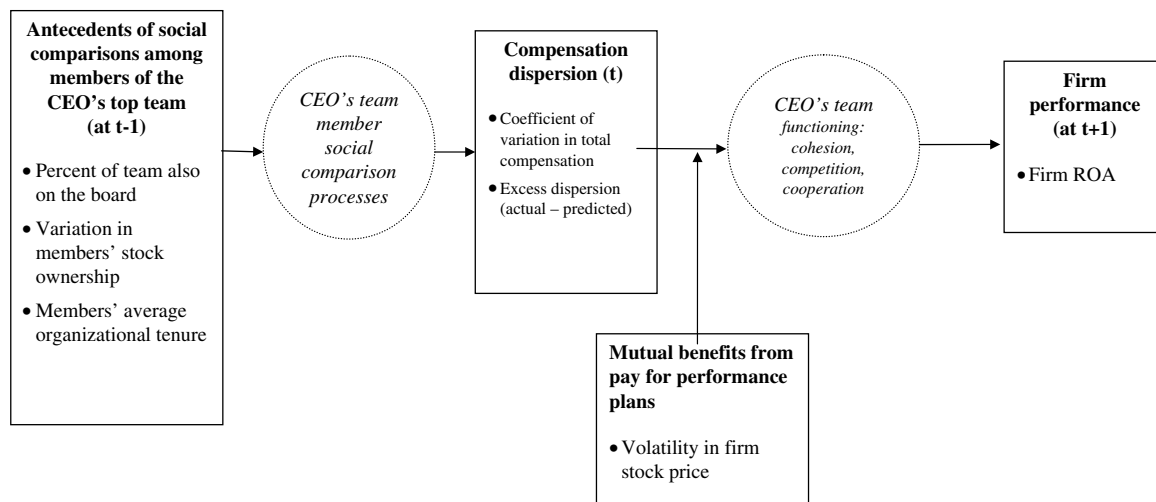 Antecedents of social
comparisons among
members of the
CEO's top team
(at t-1)
• Percent of team also
on the board
• Variation in
members' stock
ownership
• Members' average
organizational tenure
CEO's team
member
social
comparison
processes
Compensation
dispersion (t)
• Coefficient of
variation in total
compensation
• Excess dispersion
(actual – predicted)
CEO's team
functioning:
cohesion,
competition,
cooperation
Firm
performance
(at t+1)
• Firm ROA
Mutual benefits from
pay for performance
plans
• Volatility in firm
stock price